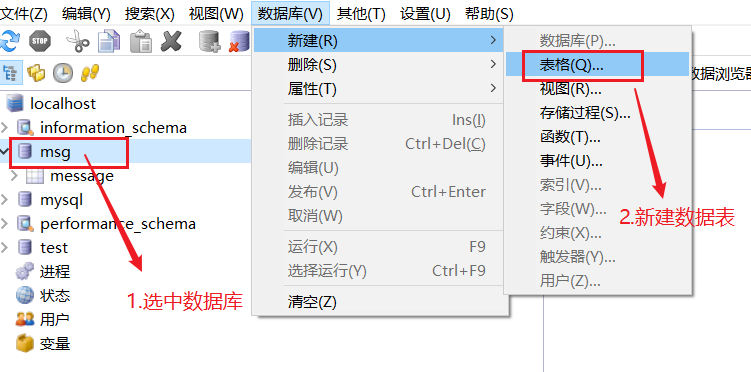 文件(Z) 编辑(Y) 搜索(X) 视图(W) 数据库(V) 其他(T) 设置(U) 帮助(S)
新建(R)
删除(S)
属性(T)
插入记录 Ins(I)
删除记录 Ctrl+Del(C)
编辑(U)
发布(V) Ctrl+Enter
取消(W)
运行(X) F9
选择运行(Y) Ctrl+F9
清空(Z)
数据库(P)...
表格(Q)...
视图(R)...
存储过程(S)...
函数(T)...
事件(U)...
索引(V)...
字段(W)...
约束(X)...
触发器(Y)...
用户(Z)...
数据浏览器
localhost
information_schema
msg
message
mysql
performance_schema
test
进程
状态
用户
变量
1.选中数据库
2.新建数据表